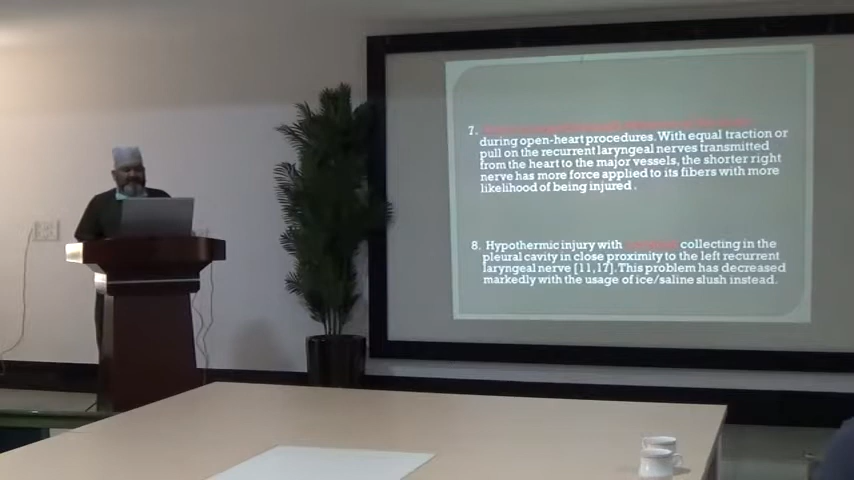 7.
during open-heart procedures. With equal traction or
pull on the recurrent laryngeal nerves transmitted
from the heart to the major vessels, the shorter right
nerve has more force applied to its fibers with more
likelihood of being injured.
8. Hypothermic injury with collecting in the
pleural cavity in close proximity to the left recurrent
laryngeal nerve [11,17]. This problem has decreased
markedly with the usage of ice/saline slush instead.